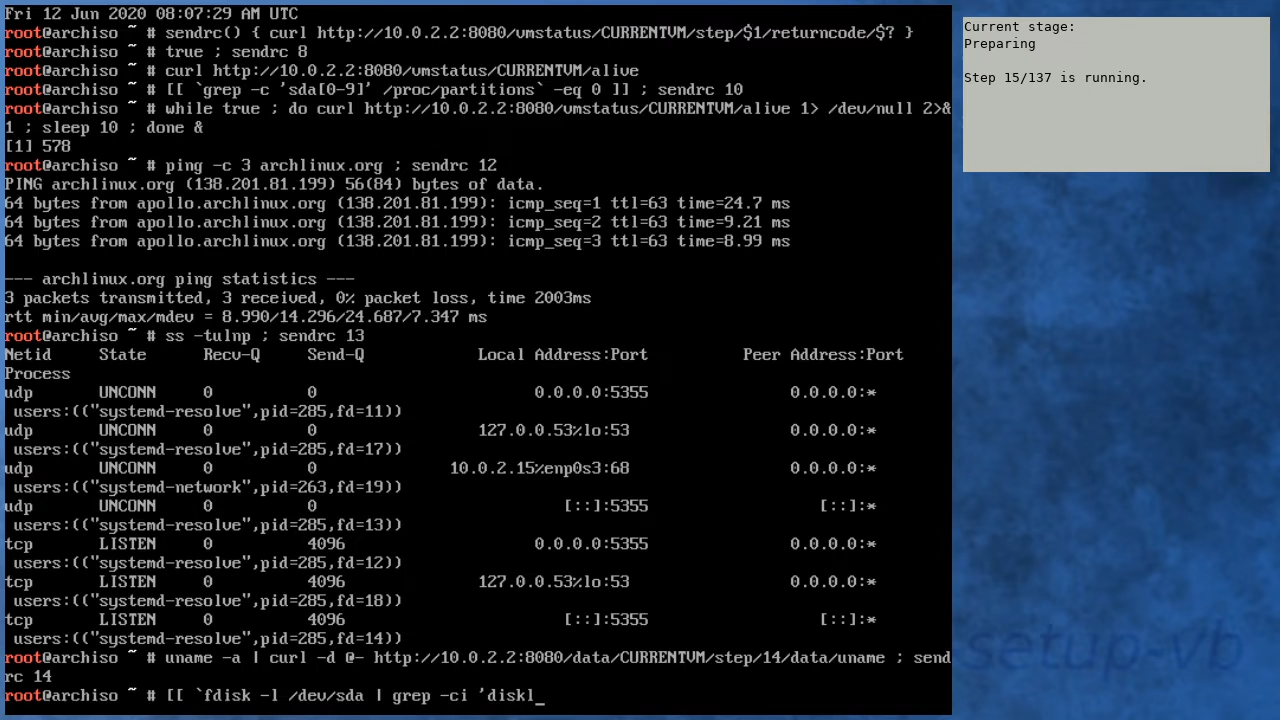 Fri 12 Jun 2020 08:07:29 AM UTC
root@archiso ~ # sendrc() { curl http://10.0.2.2:8080/vmstatus/CURRENTVM/step/$1/returncode/$? }
root@archiso ~ # true ; sendrc 8
root@archiso ~ # curl http://10.0.2.2:8080/vmstatus/CURRENTVM/alive
root@archiso ~ # [[ `grep -c 'sda[0-9]' /proc/partitions` -eq 0 ]] ; sendrc 10
root@archiso ~ # while true ; do curl http://10.0.2.2:8080/vmstatus/CURRENTVM/alive 1> /dev/null 2>&
1 ; sleep 10 ; done &
[1] 578
root@archiso ~ # ping -c 3 archlinux.org ; sendrc 12
PING archlinux.org (138.201.81.199) 56(84) bytes of data.
64 bytes from apollo.archlinux.org (138.201.81.199): icmp_seq=1 ttl=63 time=24.7 ms
64 bytes from apollo.archlinux.org (138.201.81.199): icmp_seq=2 ttl=63 time=9.21 ms
64 bytes from apollo.archlinux.org (138.201.81.199): icmp_seq=3 ttl=63 time=8.99 ms

--- archlinux.org ping statistics ---
3 packets transmitted, 3 received, 0% packet loss, time 2003ms
rtt min/avg/max/mdev = 8.990/14.296/24.687/7.347 ms
root@archiso ~ # ss -tulnp ; sendrc 13
Netid     State      Recv-Q     Send-Q            Local Address:Port          Peer Address:Port
Process
udp       UNCONN     0          0                       0.0.0.0:5355               0.0.0.0:*
 users:(("systemd-resolve",pid=285,fd=11))
udp       UNCONN     0          0                 127.0.0.53%lo:53                 0.0.0.0:*
 users:(("systemd-resolve",pid=285,fd=17))
udp       UNCONN     0          0              10.0.2.15%enp0s3:68                 0.0.0.0:*
 users:(("systemd-network",pid=263,fd=19))
udp       UNCONN     0          0                          [::]:5355                  [::]:*
 users:(("systemd-resolve",pid=285,fd=13))
tcp       LISTEN     0          4096                    0.0.0.0:5355               0.0.0.0:*
 users:(("systemd-resolve",pid=285,fd=12))
tcp       LISTEN     0          4096              127.0.0.53%lo:53                 0.0.0.0:*
 users:(("systemd-resolve",pid=285,fd=18))
tcp       LISTEN     0          4096                       [::]:5355                  [::]:*
 users:(("systemd-resolve",pid=285,fd=14))
root@archiso ~ # uname -a | curl -d @- http://10.0.2.2:8080/data/CURRENTVM/step/14/data/uname ; send
rc 14
root@archiso ~ # [[ `fdisk -l /dev/sda | grep -ci 'diskl_
Current stage:
Preparing

Step 15/137 is running.
setup-vb